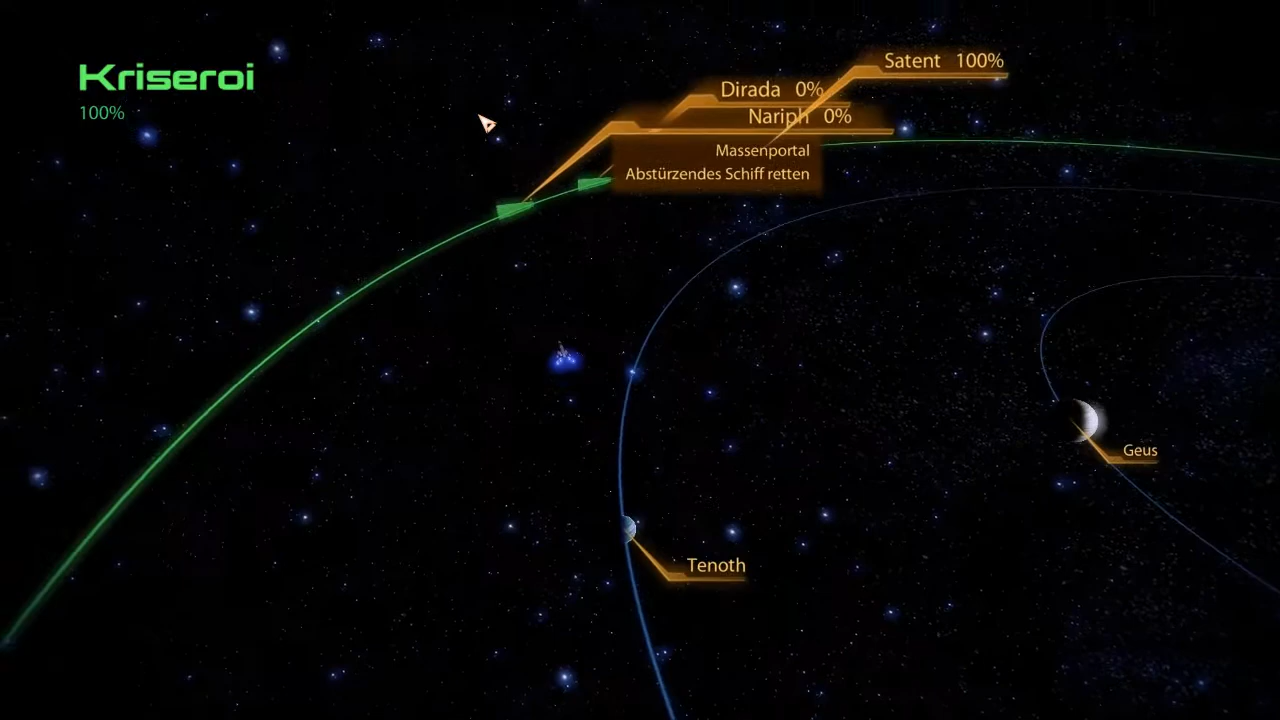 Kriseroi
100%
Satent 100%
Dirada 0%
Nariph 0%
Massenportal
Abstürzendes Schiff retten
Geus
Tenoth